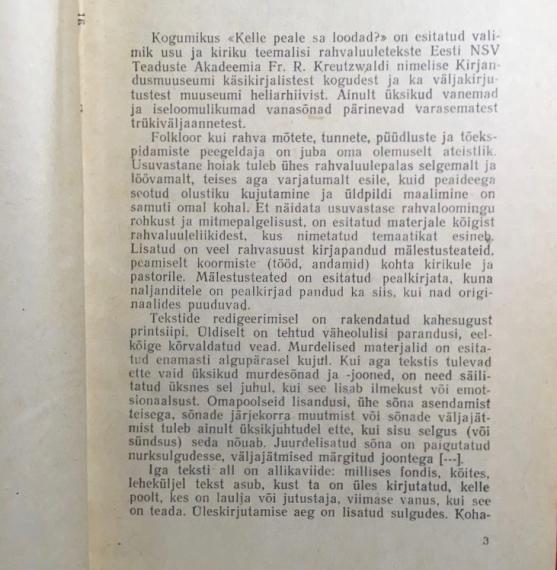 Kogumikus «Kelle peale sa loodad?» on esitatud vali-
mik usu ja kiriku teemalisi rahvaluuletekste Eesti NSV
Teaduste Akadeemia Fr. R. Kreutzwaldi nimelise Kirjan-
dusmuuseumi käsikirjalistest kogudest ja ka väljakirju-
tustest muuseumi heliarhiivist. Ainult üksikud vanemad
ja iseloomulikumad vanasõnad pärinevad varasematest
trükiväljaannetest.
Folkloor kui rahva mõtete, tunnete, püüdluste ja tõeks-
pidamiste peegeldaja on juba oma olemuselt ateistlik.
Usuvastane hoiak tuleb ühes rahvaluulepalas selgemalt ja
löövamalt, teises aga varjatumalt esile, kuid peaideega
seotud olustiku kujutamine ja üldpildi maalimine on
samuti omal kohal. Et näidata usuvastase rahvaloomingu
rohkust ja mitmepalgelisust, on esitatud materjale kõigist
rahvaluuleliikidest, kus nimetatud temaatikat esineb.
Lisatud on veel rahvasuust kirjapandud mälestusteateid,
peamiselt koormiste (tööd, andamid) kohta kirikule ja
pastorile. Mälestusteated on esitatud pealkirjata, kuna
naljanditele on pealkirjad pandud ka siis, kui nad origi-
naalides puuduvad.
Tekstide redigeerimisel on rakendatud kahesugust
printsiipi. Üldiselt on tehtud väheolulisi parandusi, eel-
kõige kõrvaldatud vead. Murdelised materjalid on esita-
tud enamasti algupärasel kujul. Kui aga tekstis tulevad
ette vaid üksikud murdesõnad ja -jooned, on need säili-
tatud üksnes sel juhul, kui see lisab ilmekust või emot-
sionaalsust. Omapoolseid lisandusi, ühe sõna asendamist
teisega, sõnade järjekorra muutmist või sõnade väljajät-
mist tuleb ainult üksikjuhtudel ette, kui sisu selgus (või
sündsus) seda nõuab. Juurdelisatud sõna on paigutatud
nurksulgudesse, väljajätmised märgitud joontega [---].
Iga teksti all on allikaviide: millises fondis, köites,
leheküljel tekst asub, kust ta on üles kirjutatud, kelle
poolt, kes on laulja või jutustaja, viimase vanus, kui see
on teada. Üleskirjutamise aeg on lisatud sulgudes. Koha-
3